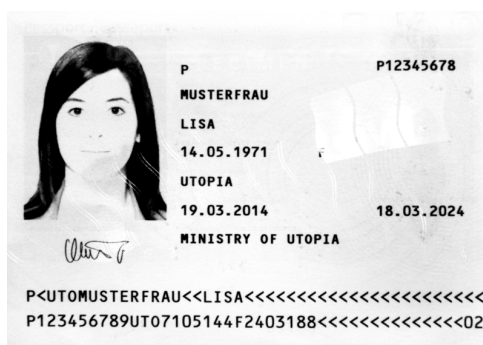 P P12345678
MUSTERFRAU
LISA
14.05.1971 F
UTOPIA
19.03.2014 18.03.2024
MINISTRY OF UTOPIA
P<UTOMUSTERFRAU<<LISA<<<<<<<<<<<<<<<<<<<<<<<
P123456789UTO7105144F2403188<<<<<<<<<<<<<<02